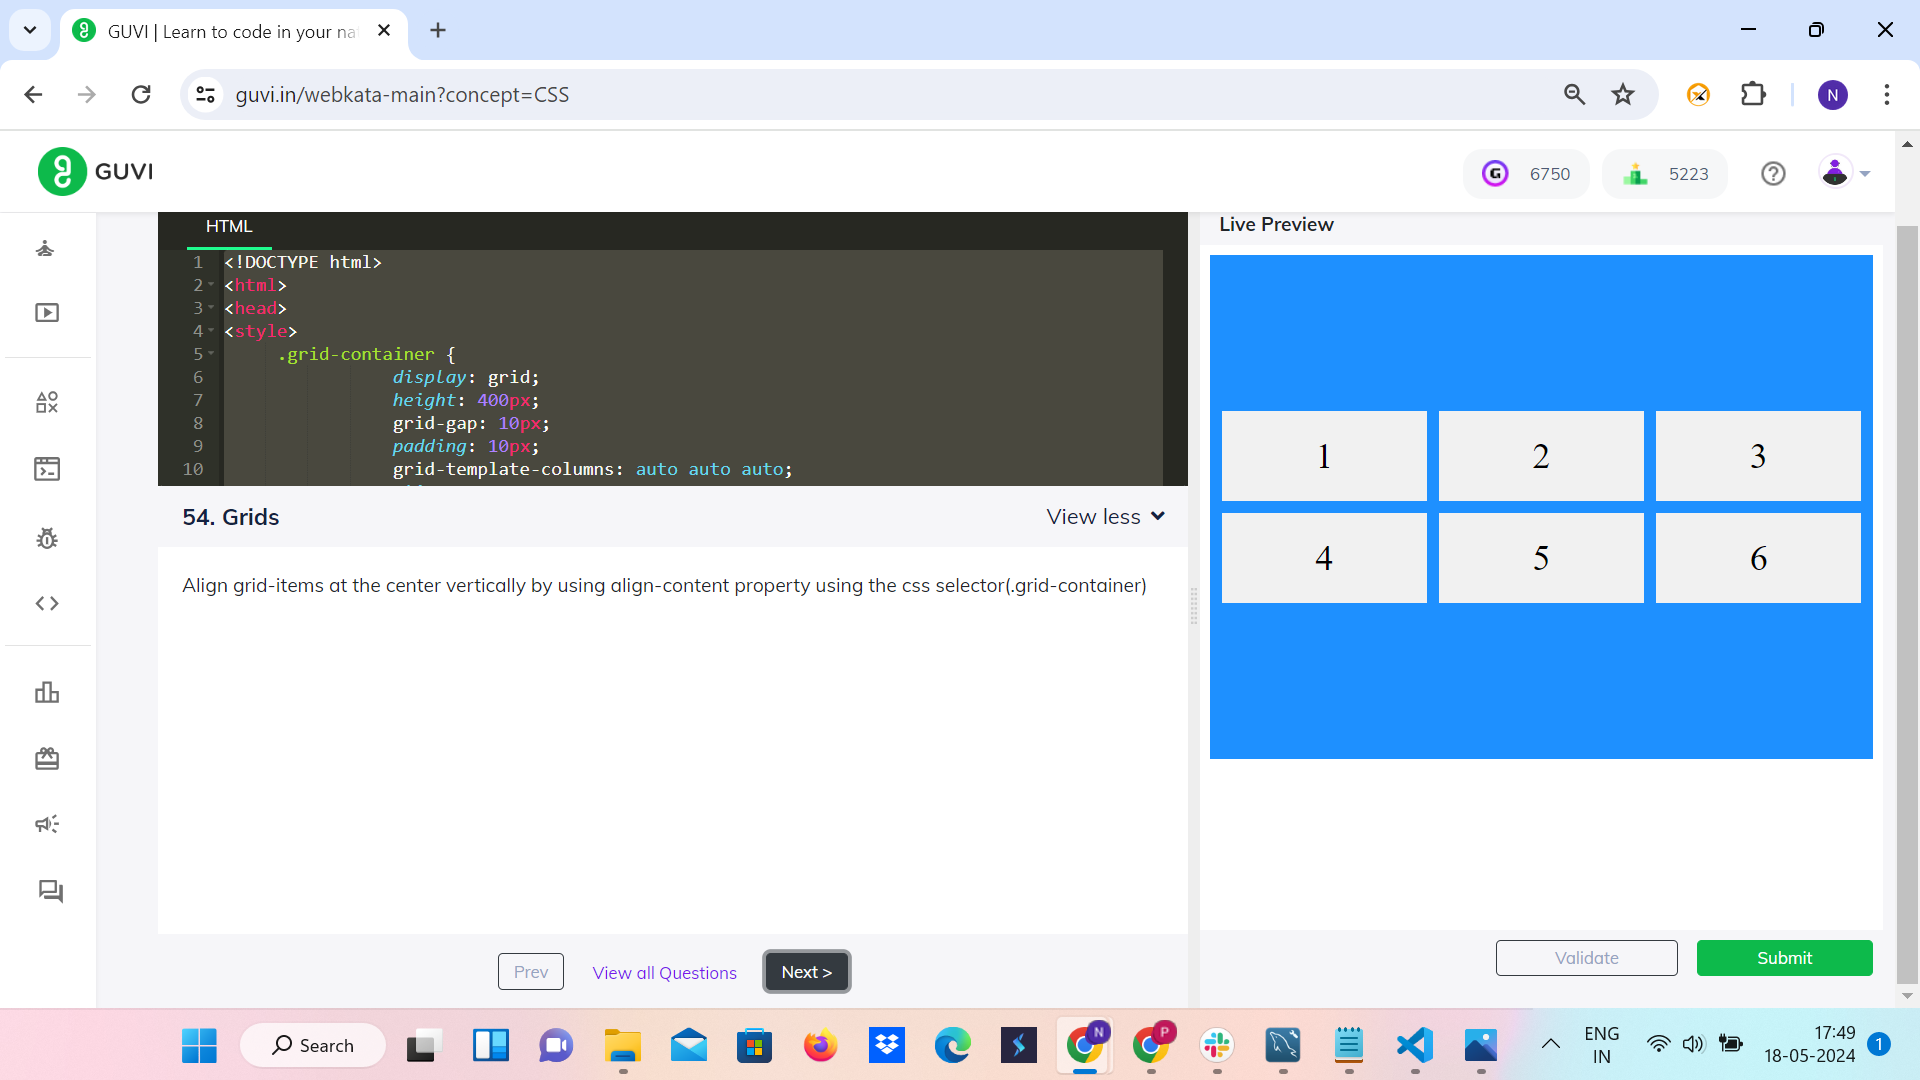 GUVI | Learn to code in your na
guvi.in/webkata-main?concept=CSS
N
GUVI
G
6750
5223
HTML
Live Preview
1 <!DOCTYPE html>
2 <html>
3 <head>
4 <style>
5 .grid-container {
6 display: grid;
7 height: 400px;
8 grid-gap: 10px;
9 padding: 10px;
10 grid-template-columns: auto auto auto;
1 2 3
4 5 6
54. Grids
View less
Align grid-items at the center vertically by using align-content property using the css selector(.grid-container)
Prev
View all Questions
Next >
Validate
Submit
Search
N
P
ENG
IN
17:49
18-05-2024
1